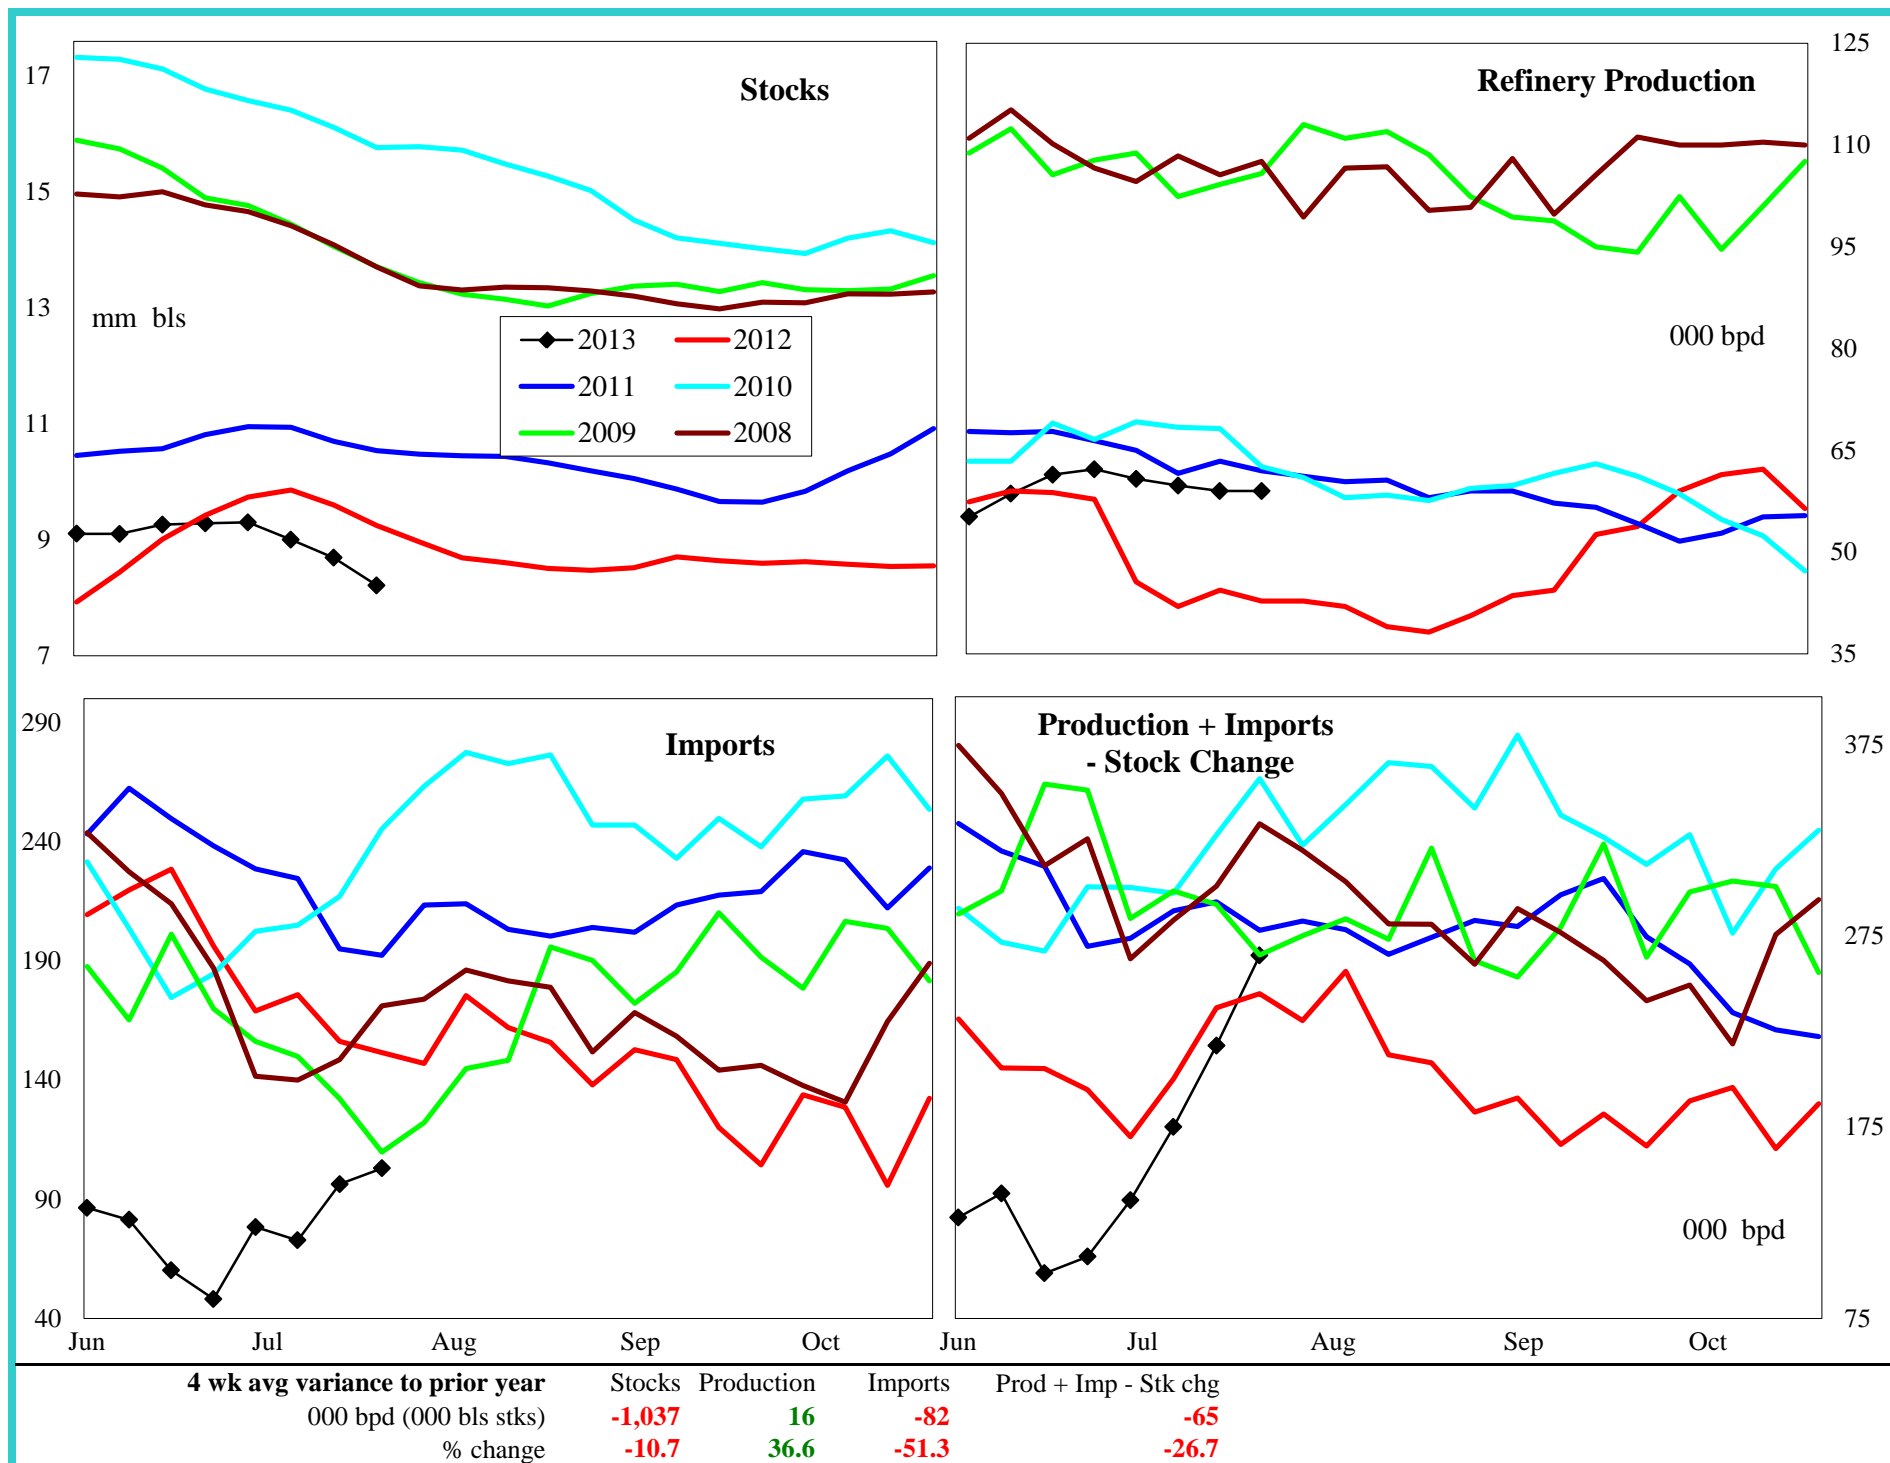 Stocks
17
15
13
11
9
7
mm bls
2013
2012
2011
2010
2009
2008
Refinery Production
000 bpd
125
110
95
80
65
50
35
Imports
290
240
190
140
90
40
Jun Jul Aug Sep Oct
Production + Imports
- Stock Change
375
275
175
75
000 bpd
Jun Jul Aug Sep Oct
4 wk avg variance to prior year Stocks Production Imports Prod + Imp - Stk chg
000 bpd (000 bls stks) -1,037 16 -82 -65
% change -10.7 36.6 -51.3 -26.7